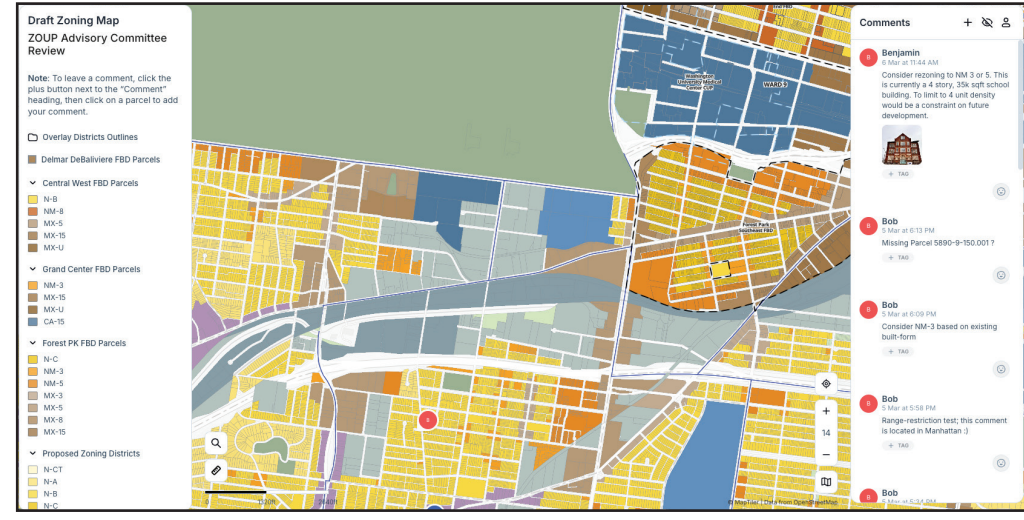 Draft Zoning Map
ZOUP Advisory Committee
Review
Note: To leave a comment, click the
plus button next to the "Comment"
heading, then click on a parcel to add
your comment.
Overlay Districts Outlines
Delmar DeBaliviere FBD Parcels
Central West FBD Parcels
N-B
NM-8
MX-5
MX-15
MX-U
Grand Center FBD Parcels
NM-3
MX-15
MX-U
CA-15
Forest PK FBD Parcels
N-C
NM-3
NM-5
MX-3
MX-5
MX-8
MX-15
Proposed Zoning Districts
N-CT
N-A
N-B
N-C
Washington
University Medical
Center CUP
WARD 9
Forest Park
Southeast FBD
B
14
© MapTiler | Data from OpenStreetMap
Comments
B
Benjamin
6 Mar at 11:44 AM
Consider rezoning to NM 3 or 5. This
is currently a 4 story, 35k sqft school
building. To limit to 4 unit density
would be a constraint on future
development.
+ TAG
B
Bob
5 Mar at 6:13 PM
Missing Parcel 5890-9-150.001 ?
+ TAG
B
Bob
5 Mar at 6:09 PM
Consider NM-3 based on existing
built-form
+ TAG
B
Bob
5 Mar at 5:58 PM
Range-restriction test; this comment
is located in Manhattan :)
+ TAG
B
Bob
5 Mar at 5:34 PM